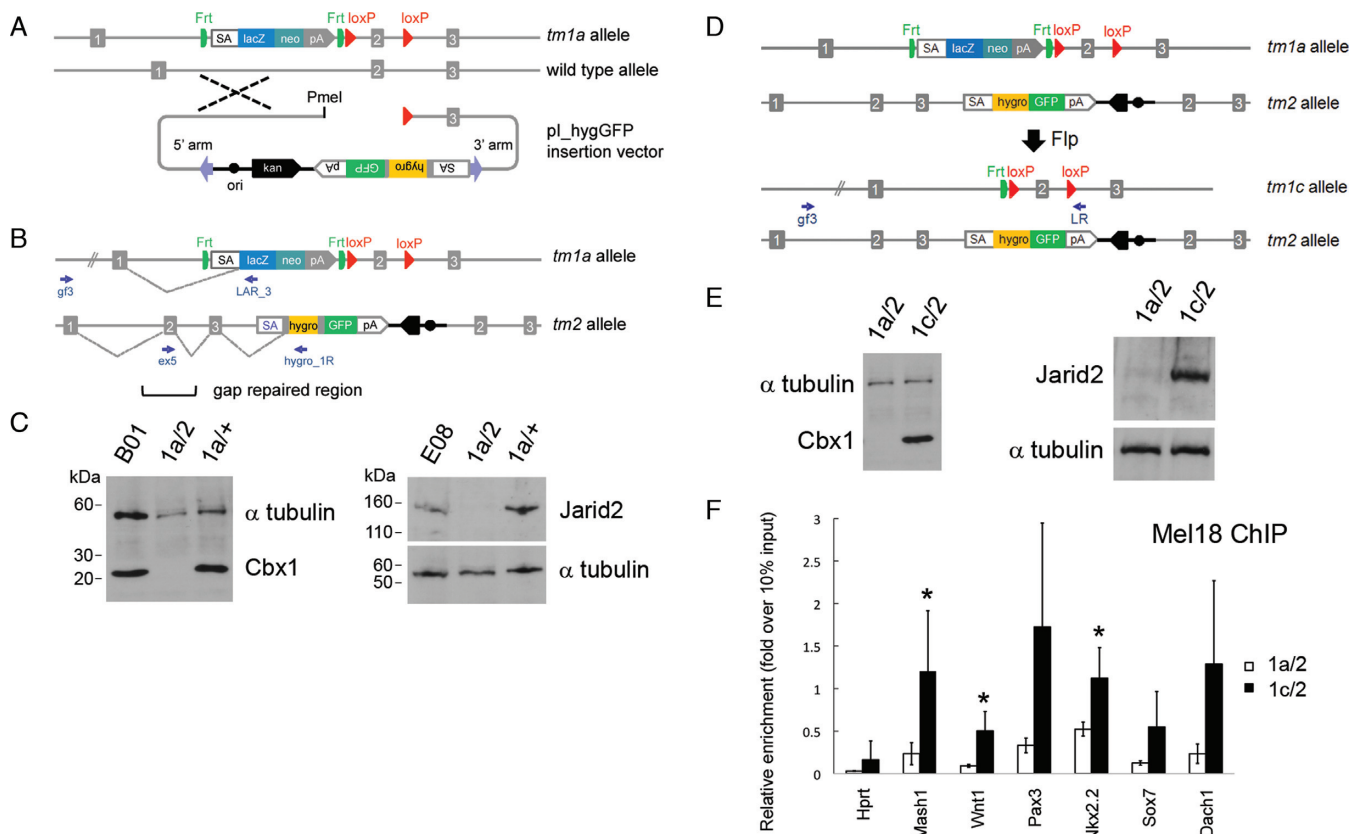 A
Frt
Frt
loxP
loxP
1
SA
lacZ
neo
pA
2
3
tm1a allele
1
2
3
wild type allele
PmeI
3
pI_hygGFP
insertion vector
5' arm
3' arm
ori
kan
pA
GFP
hygro
SA
B
Frt
Frt
loxP
loxP
1
SA
lacZ
neo
pA
2
3
tm1a allele
gf3
LAR_3
1
2
3
SA
hygro
GFP
pA
2
3
tm2 allele
ex5
hygro_1R
gap repaired region
C
B01
1a/2
1a/+
kDa
60
30
20
α tubulin
Cbx1
E08
1a/2
1a/+
kDa
160
110
60
50
Jarid2
α tubulin
D
Frt
Frt
loxP
loxP
1
SA
lacZ
neo
pA
2
3
tm1a allele
1
2
3
SA
hygro
GFP
pA
2
3
tm2 allele
Flp
Frt
loxP
loxP
1
2
3
tm1c allele
gf3
LR
1
2
3
SA
hygro
GFP
pA
2
3
tm2 allele
E
1a/2
1c/2
α tubulin
Cbx1
1a/2
1c/2
Jarid2
α tubulin
F
Mel18 ChIP
Relative enrichment (fold over 10% input)
3
2.5
2
1.5
1
0.5
0
*
*
*
1a/2
1c/2
Hprt
Mash1
Wnt1
Pax3
Nkx2.2
Sox7
Dach1